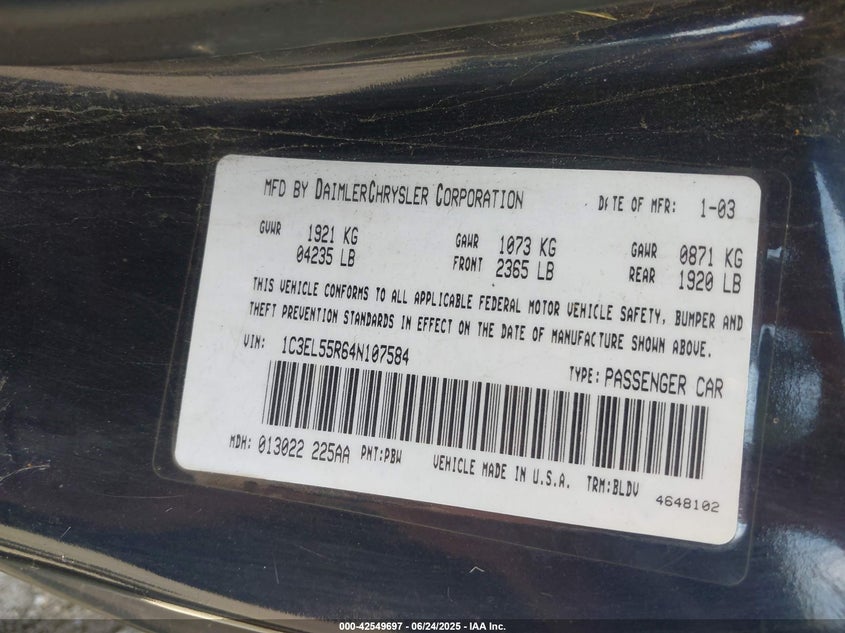 MFD BY DAIMLERCHRYSLER CORPORATION DATE OF MFR: 1-03
GVWR 1921 KG GAWR 1073 KG GAWR 0871 KG
04235 LB FRONT 2365 LB REAR 1920 LB
THIS VEHICLE CONFORMS TO ALL APPLICABLE FEDERAL MOTOR VEHICLE SAFETY, BUMPER AND
THEFT PREVENTION STANDARDS IN EFFECT ON THE DATE OF MANUFACTURE SHOWN ABOVE.
VIN: 1C3EL55R64N107584 TYPE: PASSENGER CAR
MDH: 013022 225AA PNT:PBW VEHICLE MADE IN U.S.A. TRM:BLDV 4648102
000-42549697 - 06/24/2025 - IAA Inc.